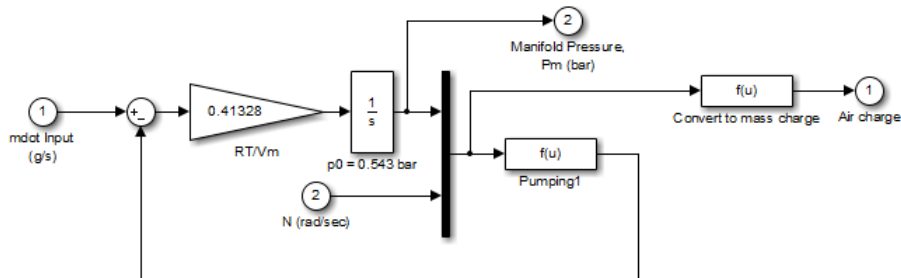 2
Manifold Pressure,
Pm (bar)
1
mdot Input
(g/s)
+
−
0.41328
RT/Vm
1
s
p0 = 0.543 bar
2
N (rad/sec)
f(u)
Pumping1
f(u)
Convert to mass charge
1
Air charge